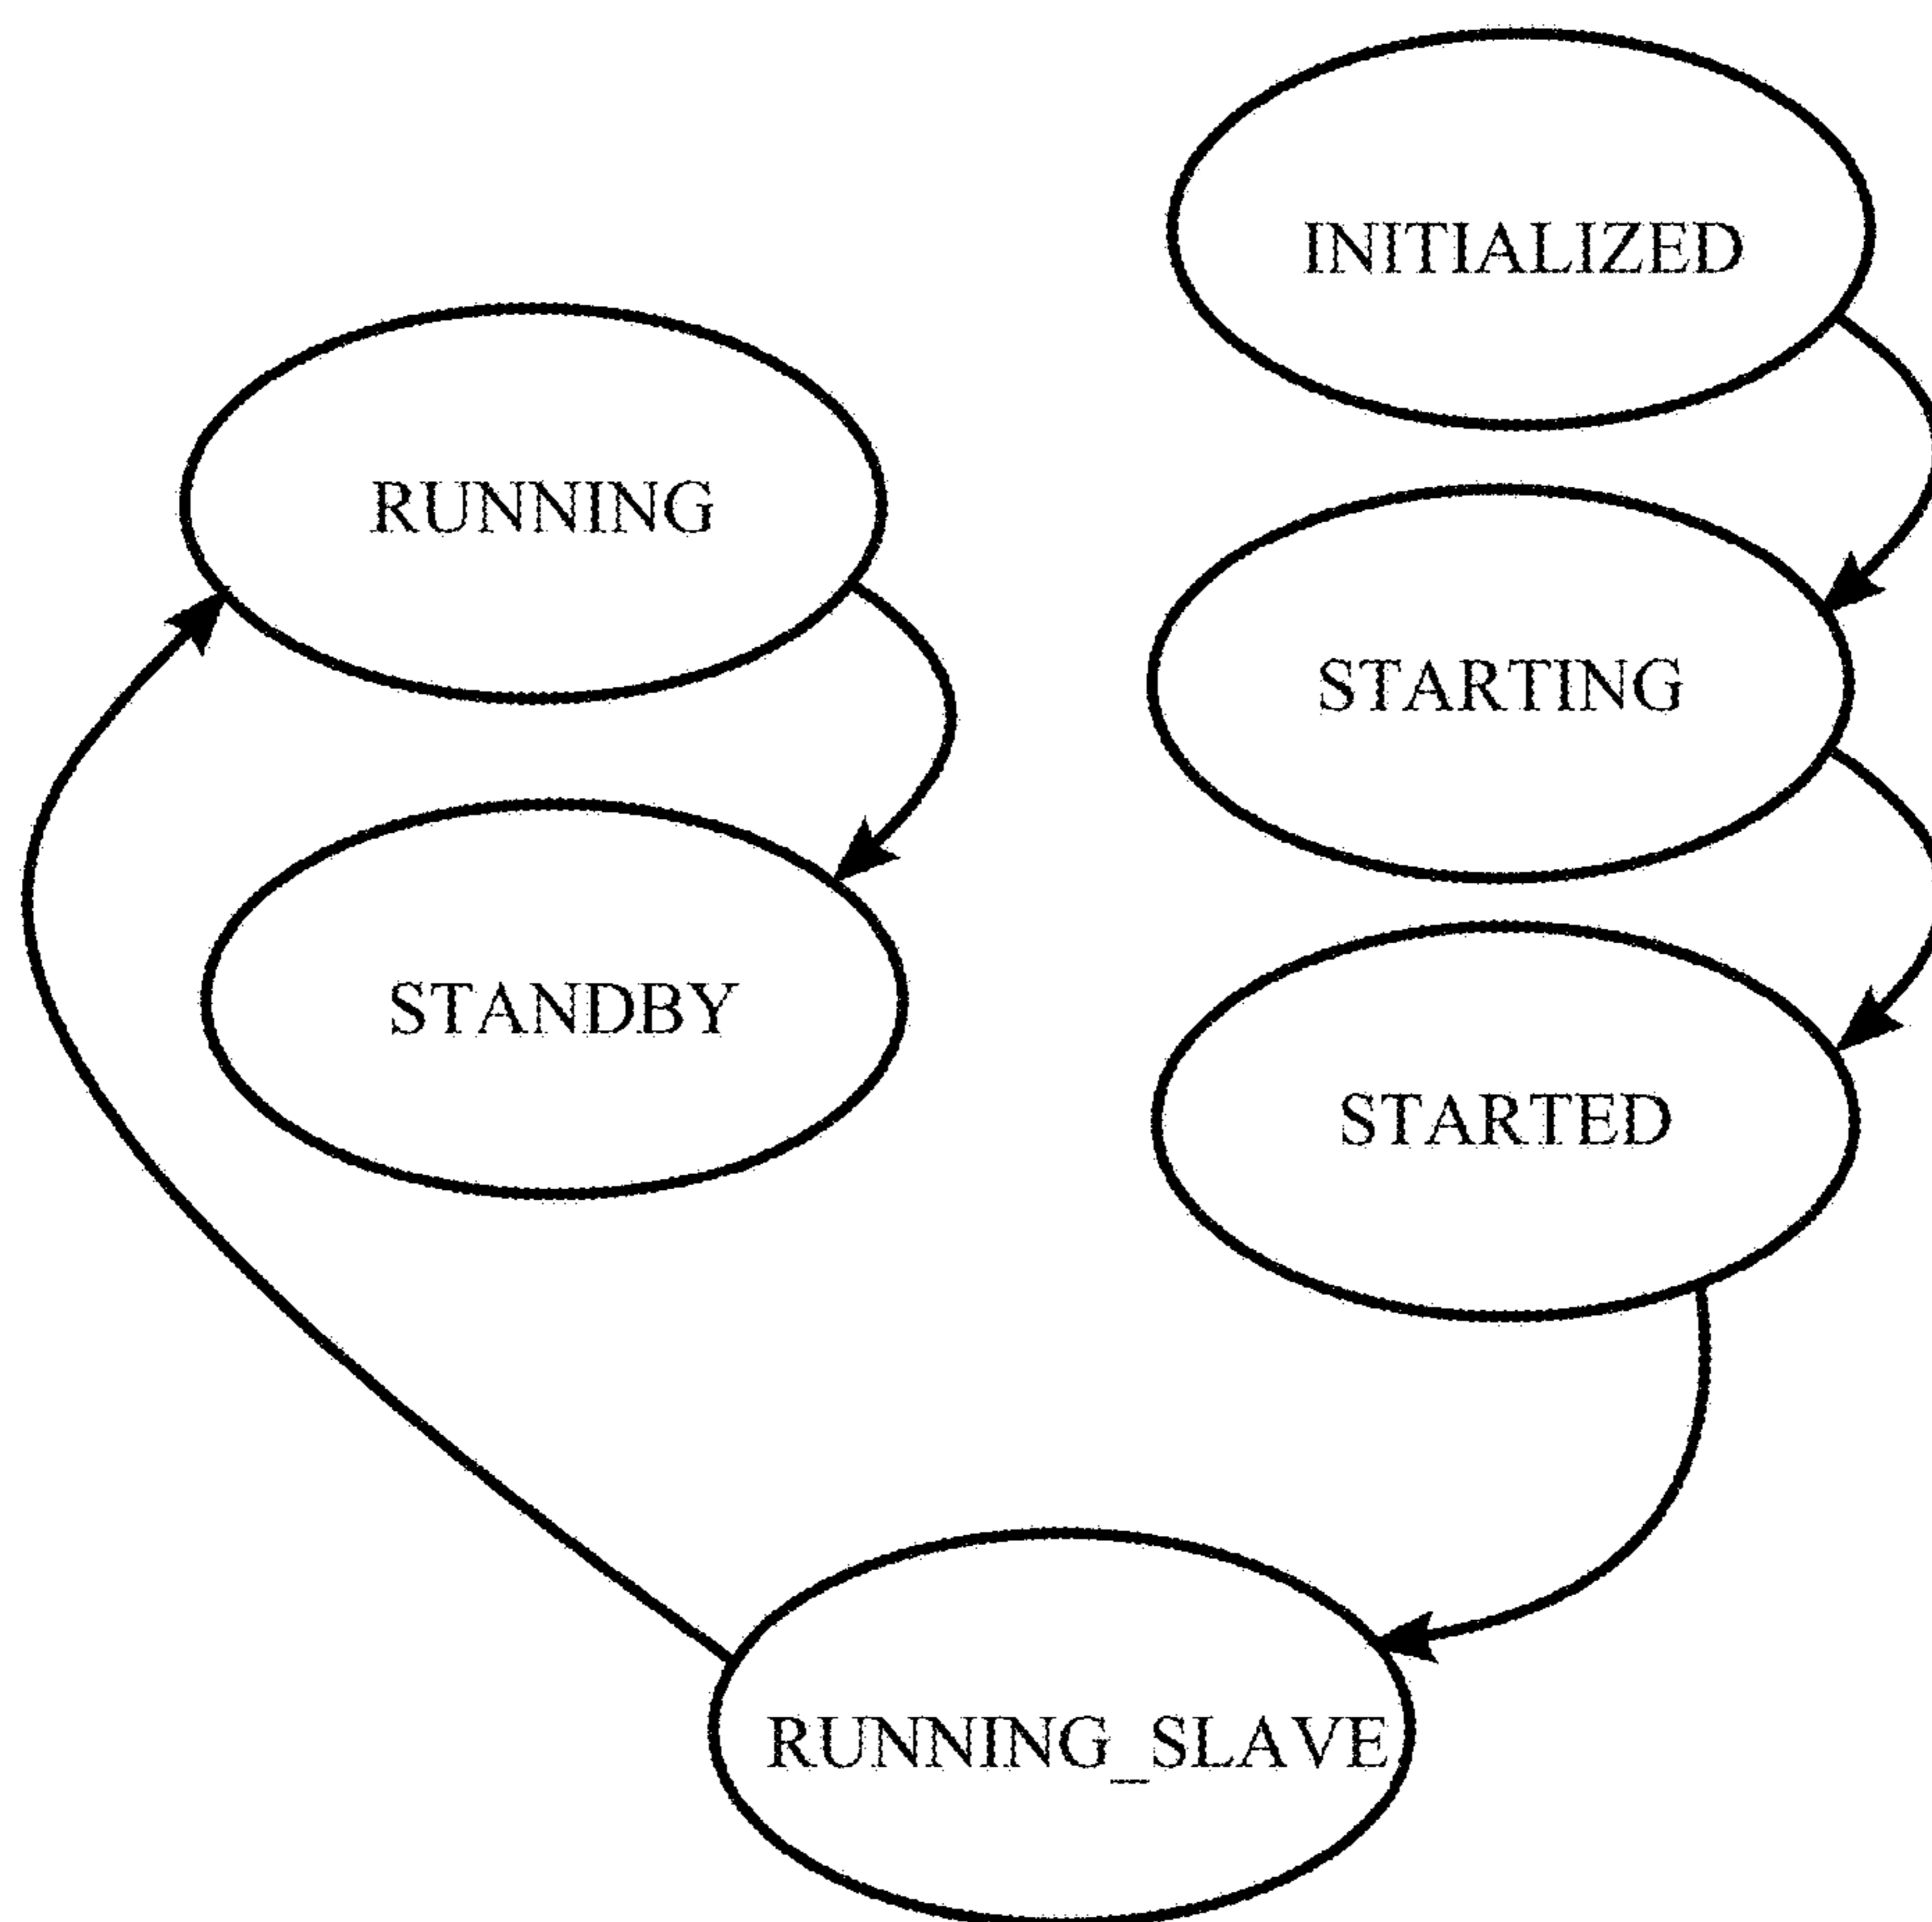 INITIALIZED
RUNNING
STARTING
STANDBY
STARTED
RUNNING_SLAVE